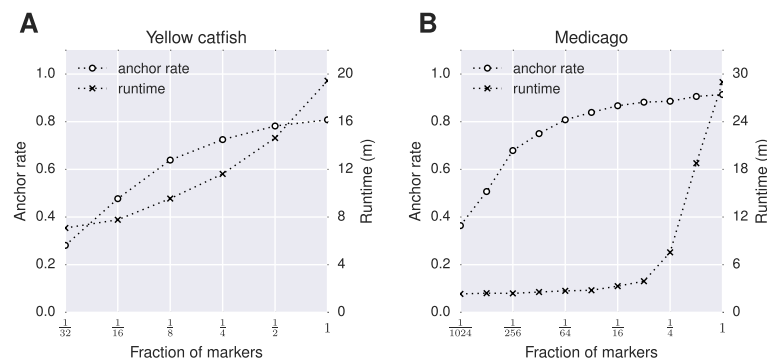 A
Yellow catfish
anchor rate
runtime
Anchor rate
1.0
0.8
0.6
0.4
0.2
0.0
20
16
12
8
4
0
Runtime (m)
1/32
1/16
1/8
1/4
1/2
1
Fraction of markers
B
Medicago
anchor rate
runtime
Anchor rate
1.0
0.8
0.6
0.4
0.2
0.0
30
24
18
12
6
0
Runtime (m)
1/1024
1/256
1/64
1/16
1/4
1
Fraction of markers